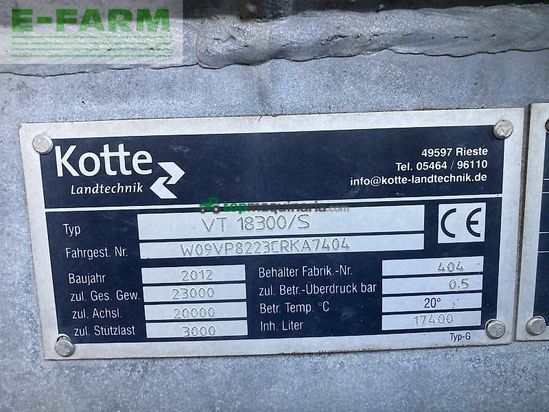 E-FARM
Kotte
Landtechnik
49597 Rieste
Tel. 05464 / 96110
info@kotte-landtechnik.de
topmaquinaria.com
Typ VT 18300/S
CE
Fahrgest. Nr. W09VP8223CRKA7404
Baujahr 2012 Behälter Fabrik.-Nr. 404
zul. Ges. Gew. 23000 zul. Betr.-Überdruck bar 0.5
zul. Achsl. 20000 Betr. Temp. °C 20°
zul. Stützlast 3000 Inh. Liter 17400
Typ-G